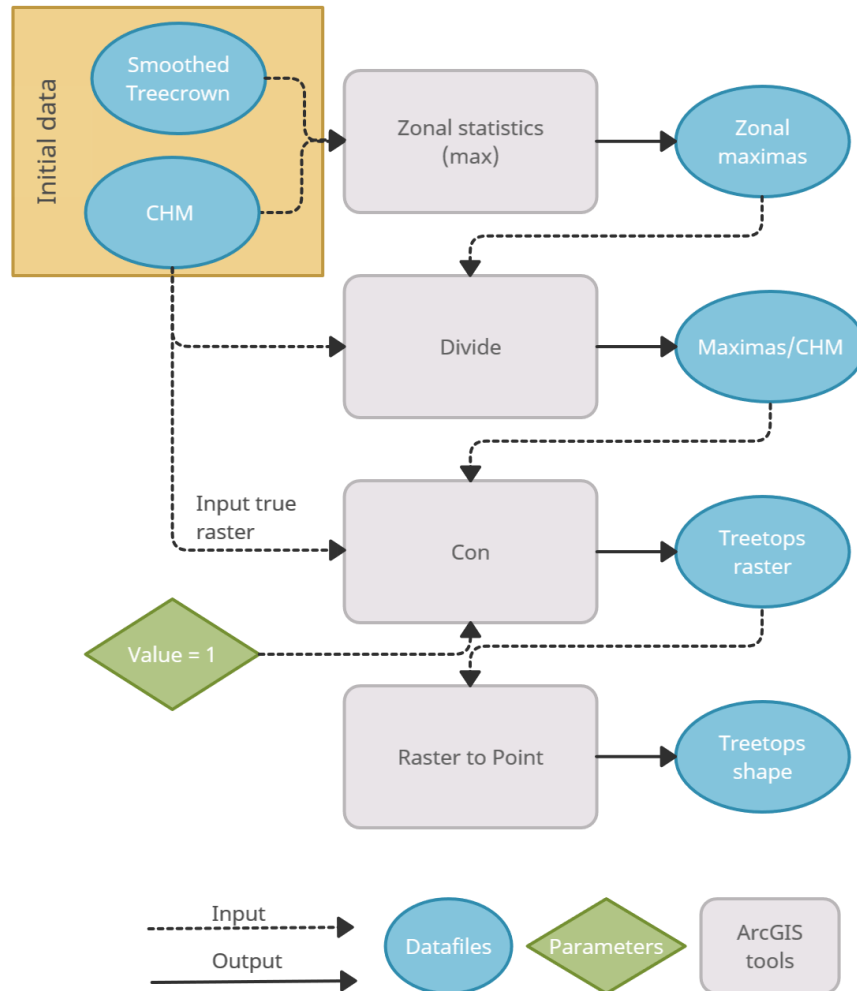 Initial data
Smoothed
Treecrown
CHM
Zonal statistics
(max)
Zonal
maximas
Divide
Maximas/CHM
Input true
raster
Con
Treetops
raster
Value = 1
Raster to Point
Treetops
shape
Input
Output
Datafiles
Parameters
ArcGIS
tools